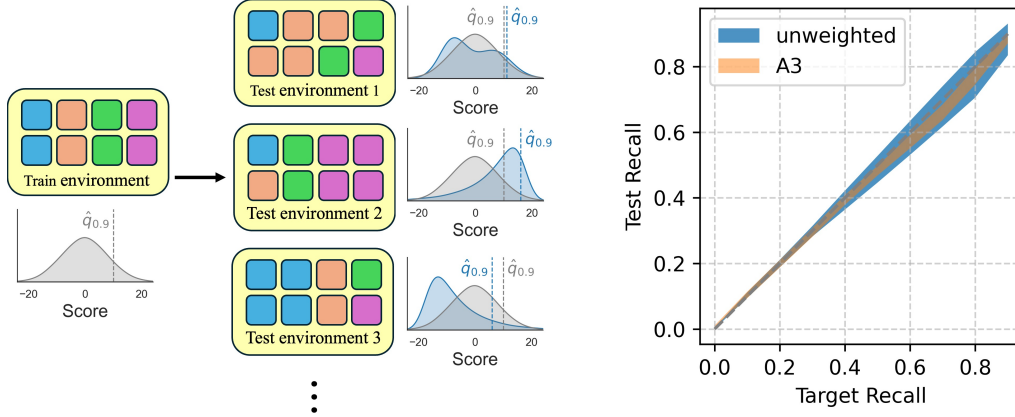 Train environment
q̂0.9
−20 0 20
Score
Test environment 1
q̂0.9 q̂0.9
−20 0 20
Score
Test environment 2
q̂0.9 q̂0.9
−20 0 20
Score
Test environment 3
q̂0.9 q̂0.9
−20 0 20
Score
unweighted
A3
Test Recall
0.8
0.6
0.4
0.2
0.0
0.0 0.2 0.4 0.6 0.8
Target Recall